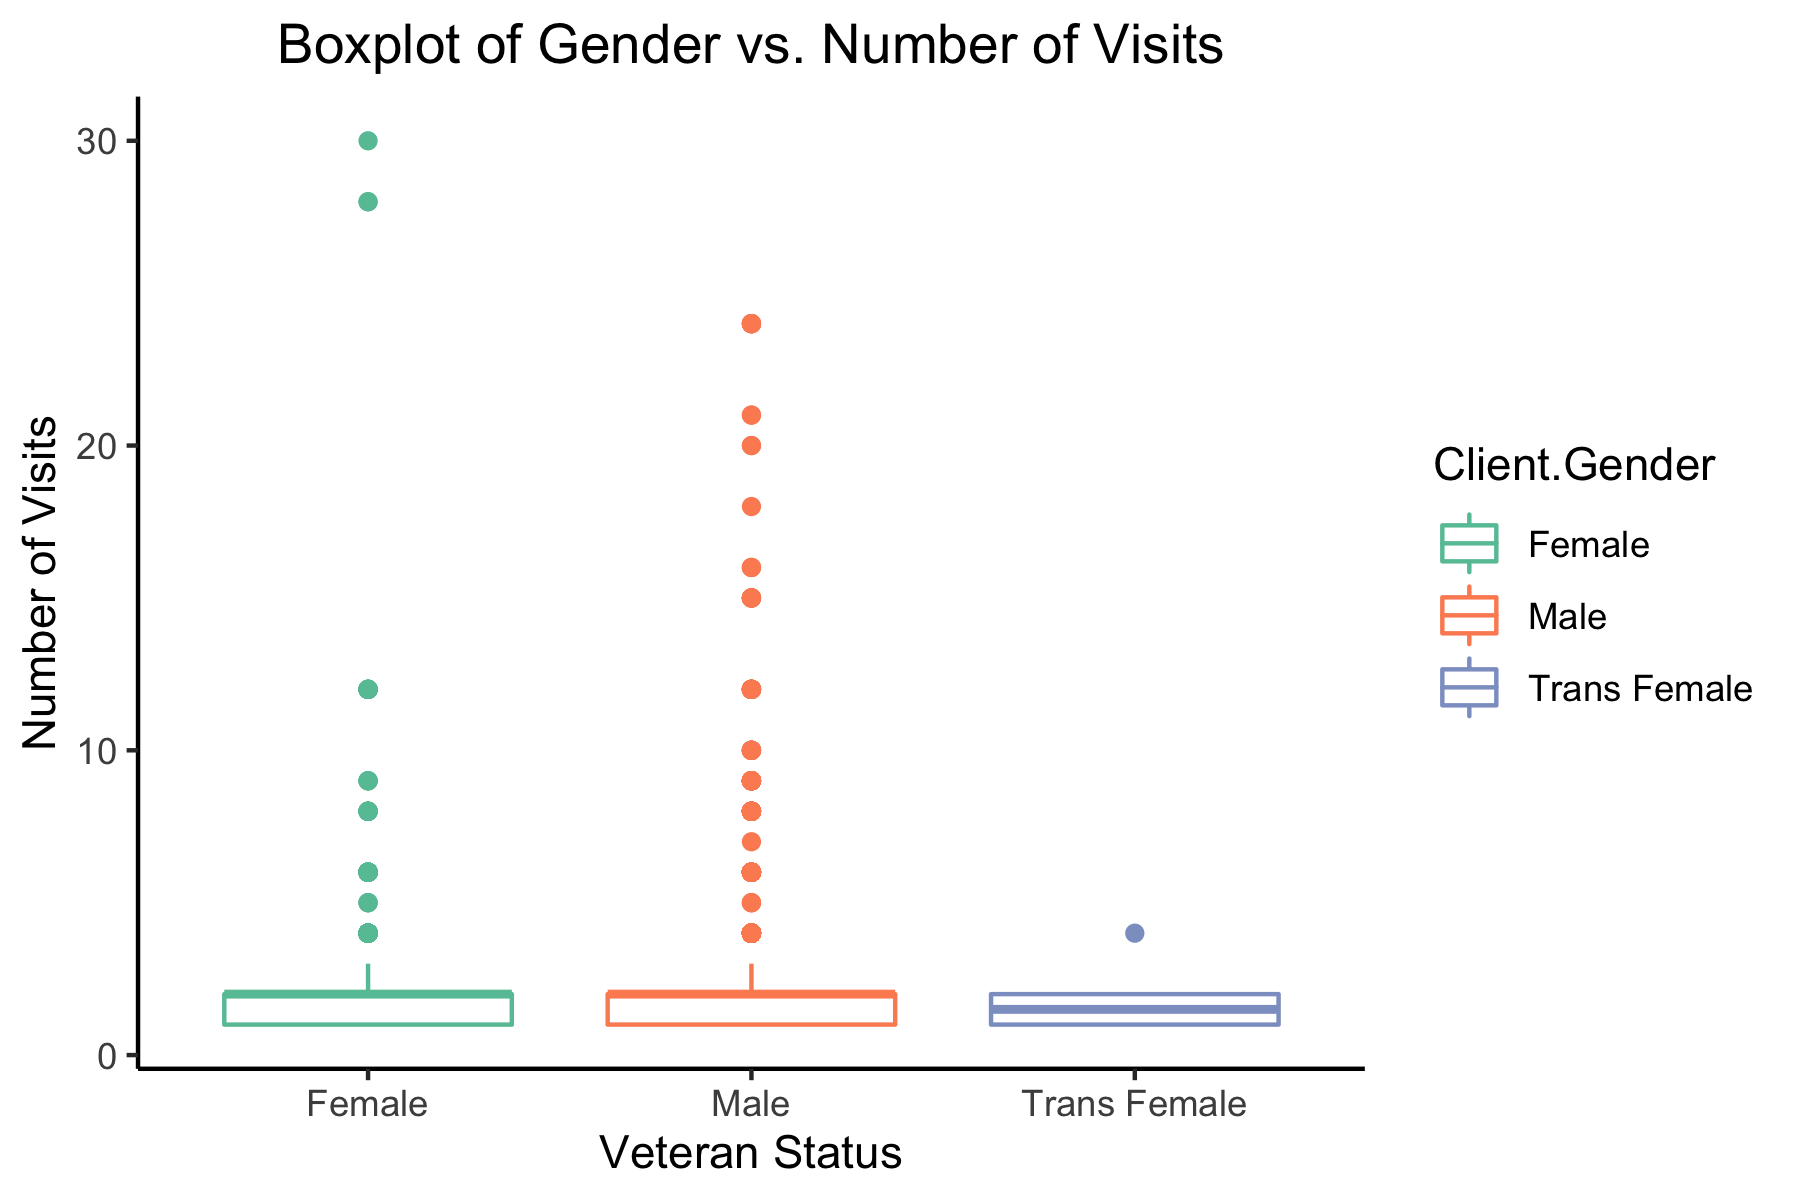 Boxplot of Gender vs. Number of Visits
30
20
10
0
Number of Visits
Female
Male
Trans Female
Veteran Status
Client.Gender
Female
Male
Trans Female